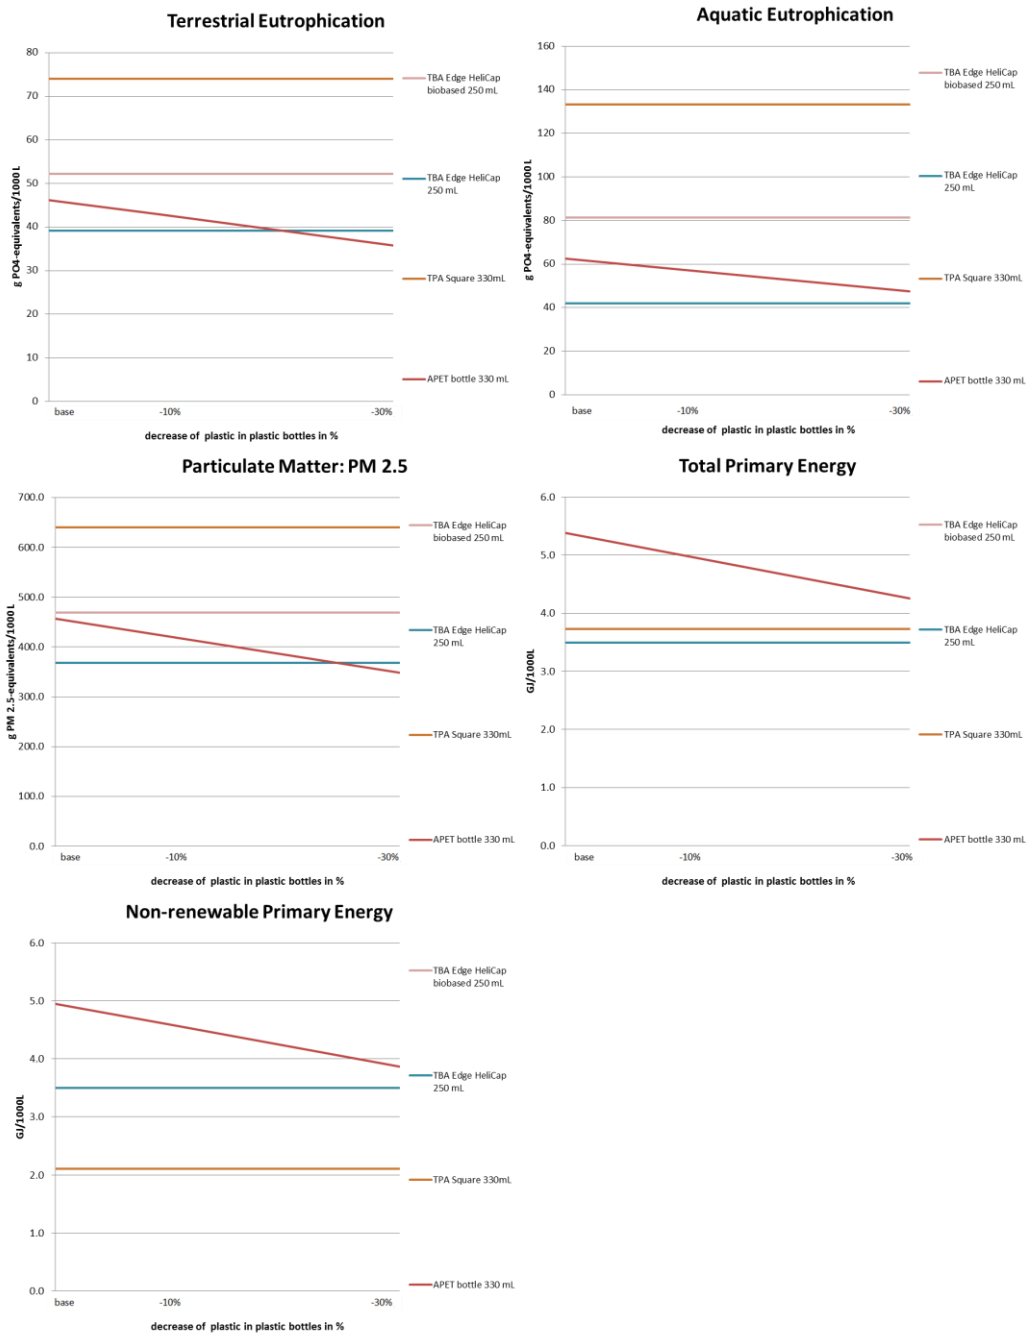 Terrestrial Eutrophication
80
70
60
50
40
30
20
10
0
g PO4-equivalents/1000 L
base
-10%
-30%
decrease of plastic in plastic bottles in %
TBA Edge HeliCap
biobased 250 mL
TBA Edge HeliCap
250 mL
TPA Square 330mL
APET bottle 330 mL
Aquatic Eutrophication
160
140
120
100
80
60
40
20
0
g PO4-equivalents/1000 L
base
-10%
-30%
decrease of plastic in plastic bottles in %
TBA Edge HeliCap
biobased 250 mL
TBA Edge HeliCap
250 mL
TPA Square 330mL
APET bottle 330 mL
Particulate Matter: PM 2.5
700.0
600.0
500.0
400.0
300.0
200.0
100.0
0.0
g PM 2.5-equivalents/1000 L
base
-10%
-30%
decrease of plastic in plastic bottles in %
TBA Edge HeliCap
biobased 250 mL
TBA Edge HeliCap
250 mL
TPA Square 330mL
APET bottle 330 mL
Total Primary Energy
6.0
5.0
4.0
3.0
2.0
1.0
0.0
GJ/1000L
base
-10%
-30%
decrease of plastic in plastic bottles in %
TBA Edge HeliCap
biobased 250 mL
TBA Edge HeliCap
250 mL
TPA Square 330mL
APET bottle 330 mL
Non-renewable Primary Energy
6.0
5.0
4.0
3.0
2.0
1.0
0.0
GJ/1000L
base
-10%
-30%
decrease of plastic in plastic bottles in %
TBA Edge HeliCap
biobased 250 mL
TBA Edge HeliCap
250 mL
TPA Square 330mL
APET bottle 330 mL